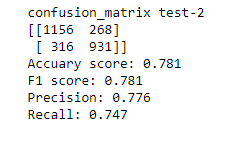 confusion_matrix test-2
[[1156 268]
[ 316 931]]
Accuary score: 0.781
F1 score: 0.781
Precision: 0.776
Recall: 0.747